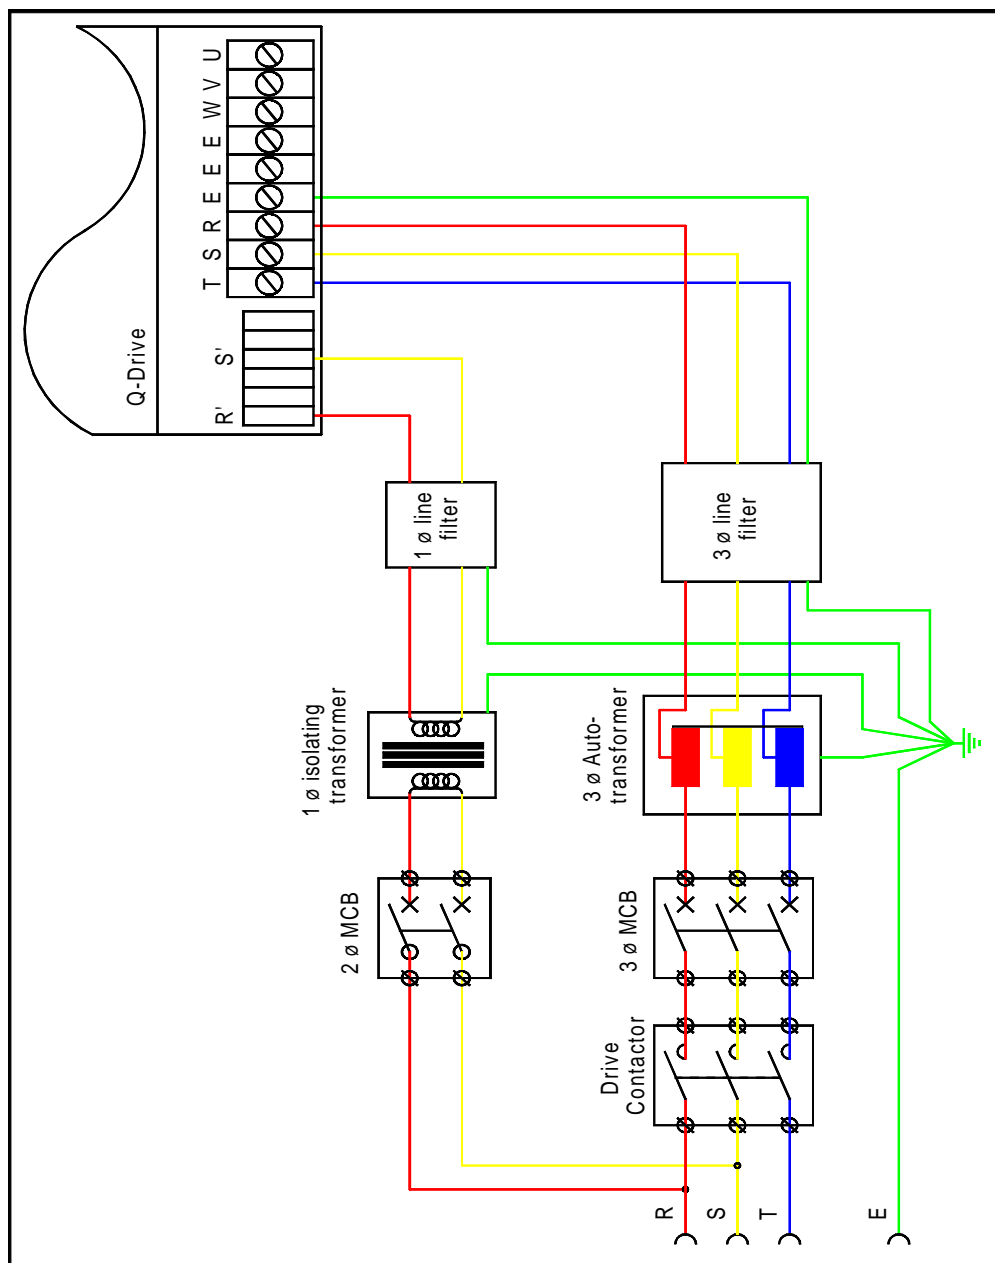 U
V
W
E
E
E
R
S
T
S'
R'
Q-Drive
1 ø line
filter
3 ø line
filter
1 ø isolating
transformer
3 ø Auto-
transformer
2 ø MCB
3 ø MCB
Drive
Contactor
R
S
T
E